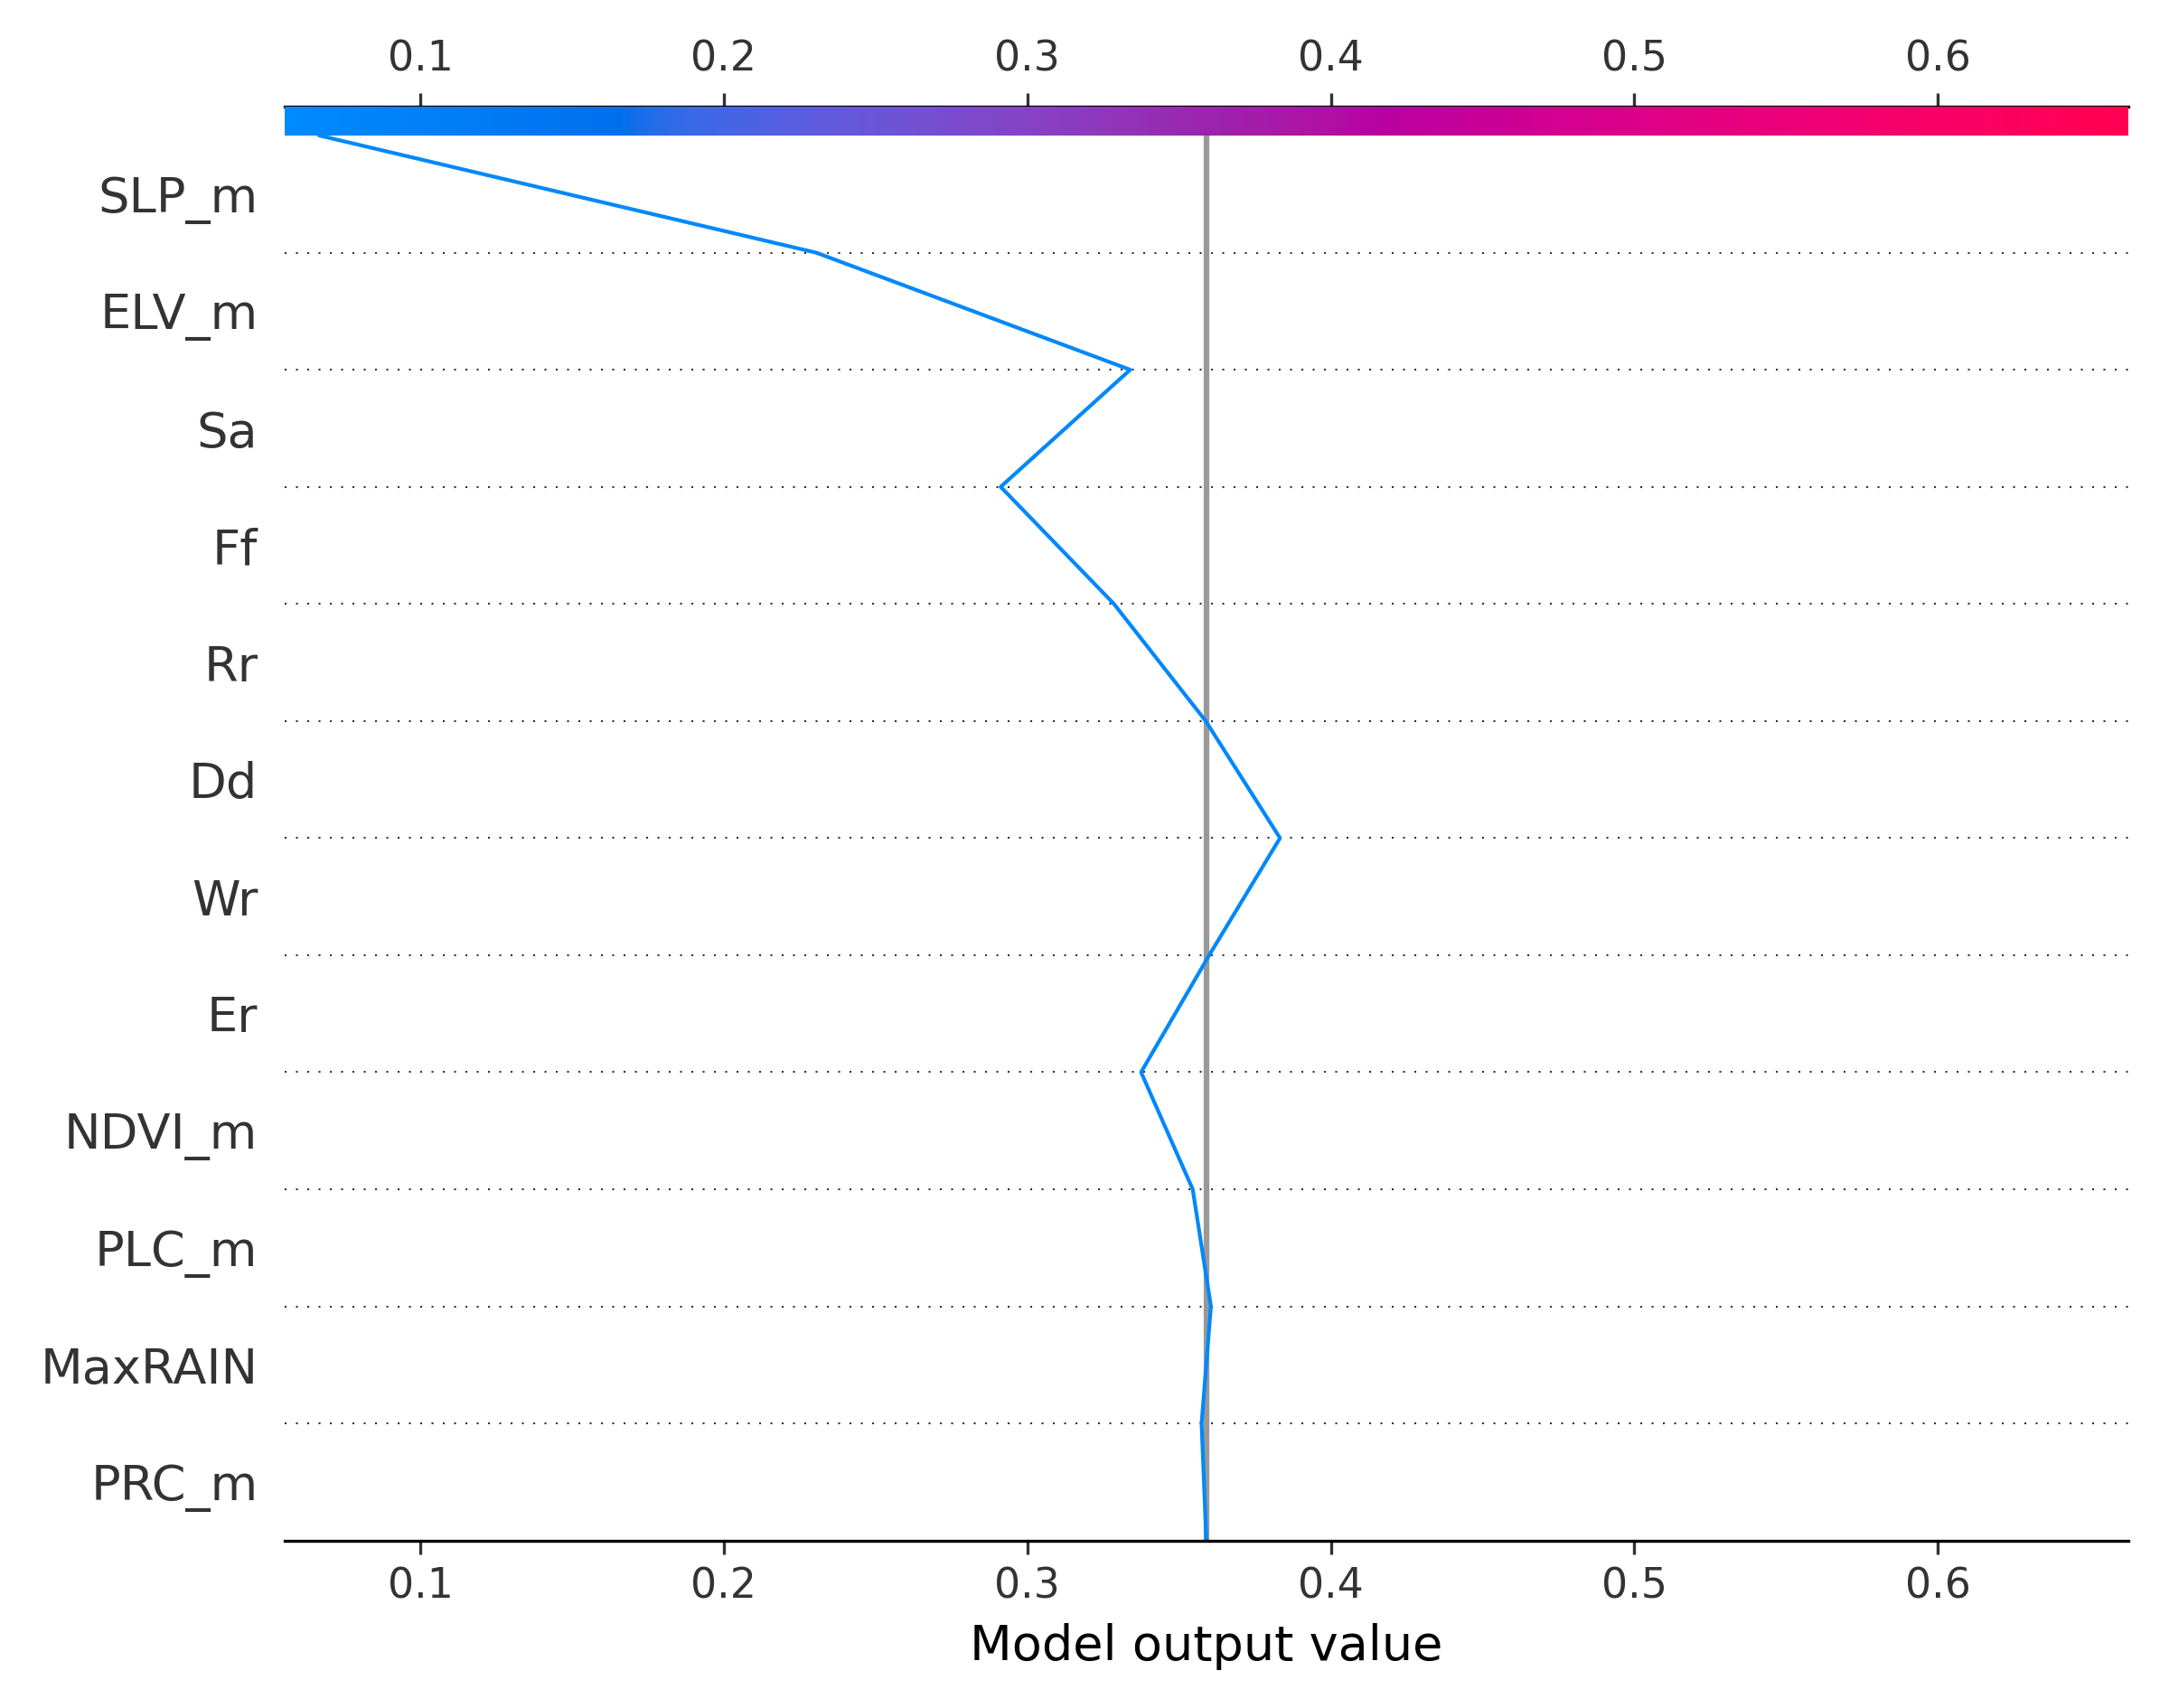 0.1 0.2 0.3 0.4 0.5 0.6
SLP_m
ELV_m
Sa
Ff
Rr
Dd
Wr
Er
NDVI_m
PLC_m
MaxRAIN
PRC_m
0.1 0.2 0.3 0.4 0.5 0.6
Model output value